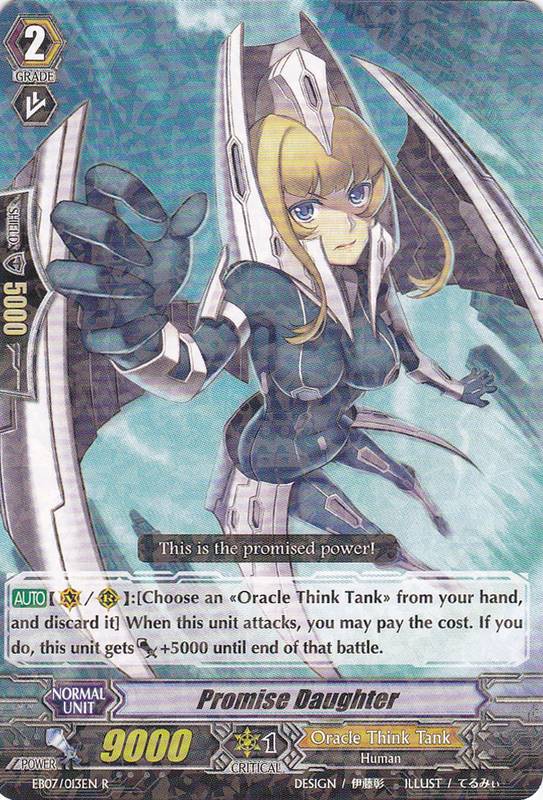 2
GRADE
SHIELD
5000
This is the promised power!
AUTO [ V / R ]:[Choose an «Oracle Think Tank» from your hand,
and discard it] When this unit attacks, you may pay the cost. If you
do, this unit gets +5000 until end of that battle.
NORMAL
UNIT
Promise Daughter
POWER
9000
1
CRITICAL
Oracle Think Tank
Human
EB07/013EN R
DESIGN / 伊藤彰
ILLUST / てるみぃ